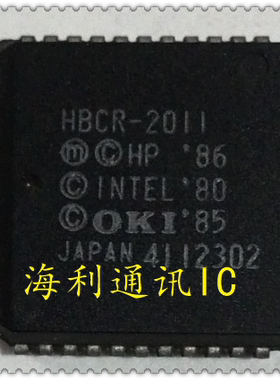 HBCR-2011
ⓜ©HP '86
©INTEL '80
©OKI '85
JAPAN 4112302
海利通讯IC